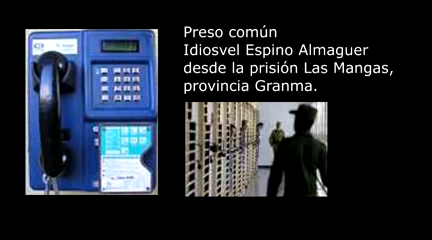 Preso común
Idiosvel Espino Almaguer
desde la prisión Las Mangas,
provincia Granma.